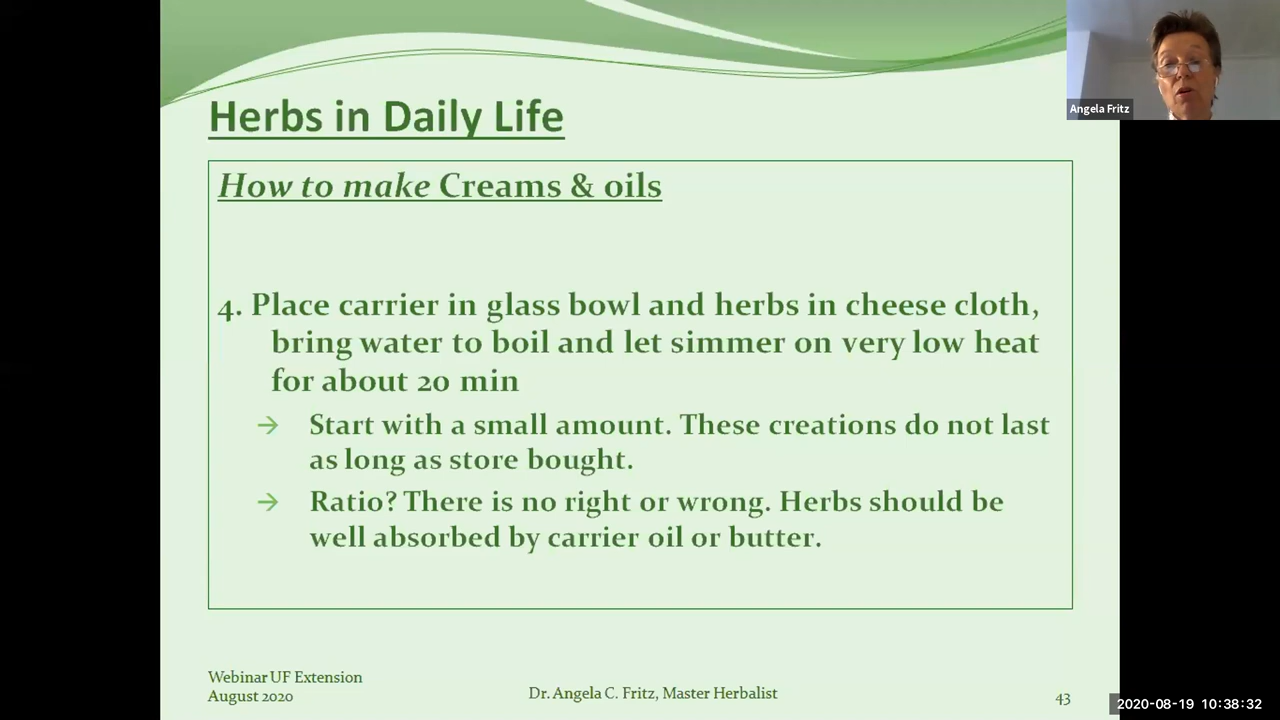 Herbs in Daily Life
Angela Fritz
How to make Creams & oils
4. Place carrier in glass bowl and herbs in cheese cloth,
bring water to boil and let simmer on very low heat
for about 20 min
→ Start with a small amount. These creations do not last
as long as store bought.
→ Ratio? There is no right or wrong. Herbs should be
well absorbed by carrier oil or butter.
Webinar UF Extension
August 2020
Dr. Angela C. Fritz, Master Herbalist
43
2020-08-19 10:38:32